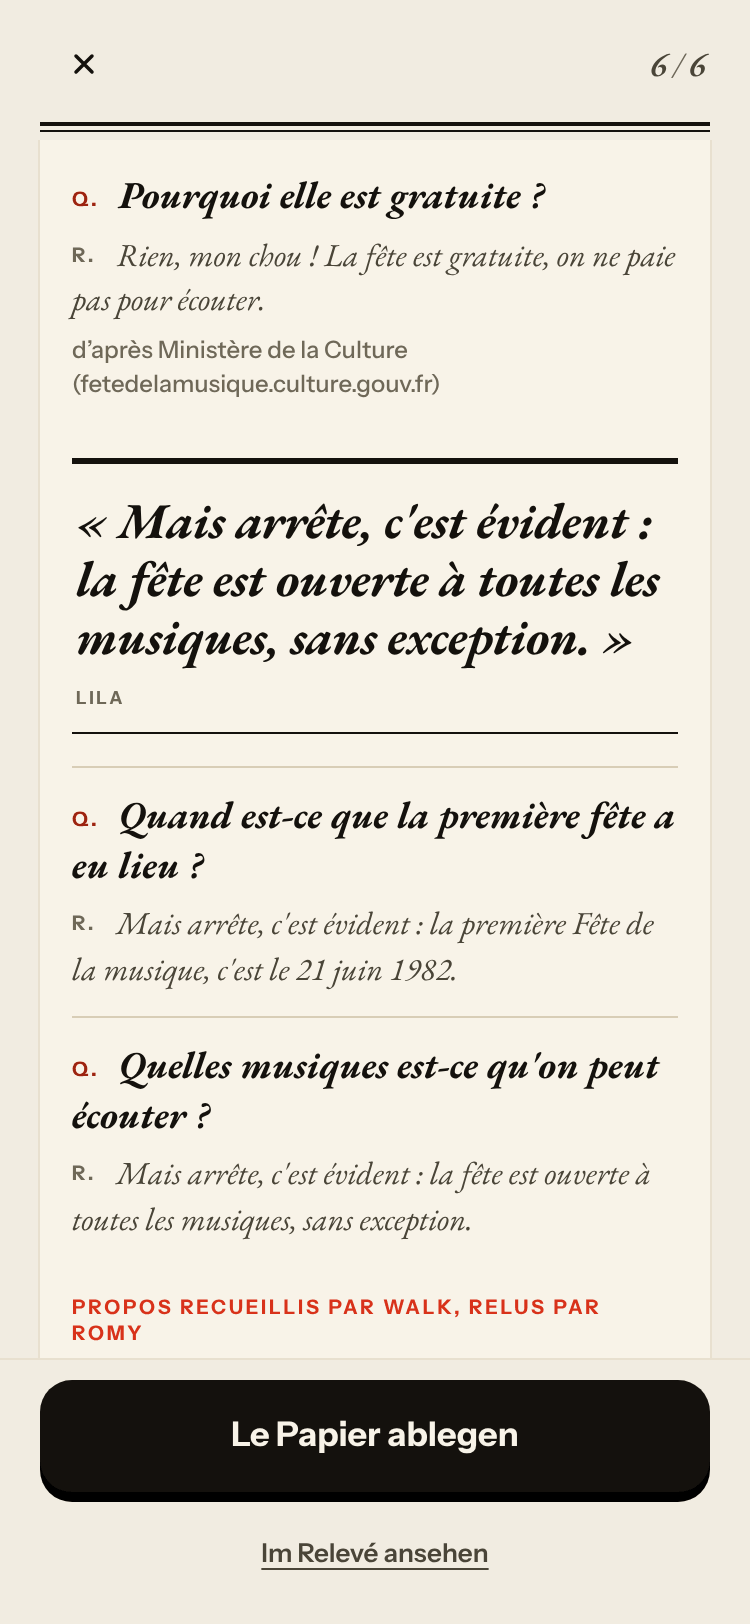 ✕
6/6
Q. Pourquoi elle est gratuite ?
R. Rien, mon chou ! La fête est gratuite, on ne paie
pas pour écouter.
d’après Ministère de la Culture
(fetedelamusique.culture.gouv.fr)
« Mais arrête, c'est évident :
la fête est ouverte à toutes les
musiques, sans exception. »
LILA
Q. Quand est-ce que la première fête a
eu lieu ?
R. Mais arrête, c'est évident : la première Fête de
la musique, c'est le 21 juin 1982.
Q. Quelles musiques est-ce qu'on peut
écouter ?
R. Mais arrête, c'est évident : la fête est ouverte à
toutes les musiques, sans exception.
PROPOS RECUEILLIS PAR WALK, RELUS PAR
ROMY
Le Papier ablegen
Im Relevé ansehen